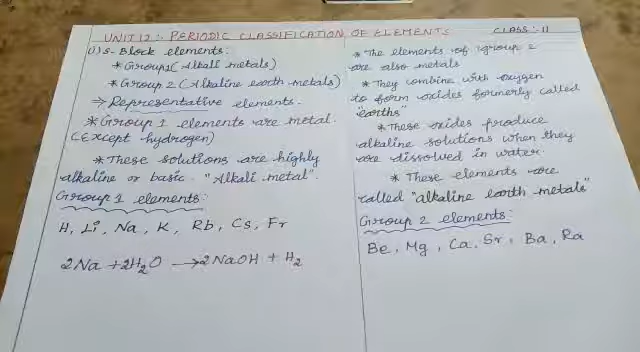 UNIT 12 :- PERIODIC CLASSIFICATION OF ELEMENTS CLASS :- 11
(1) S- Block elements :
* Group 1 (Alkali metals)
* Group 2 (Alkaline earth metals)
⇒ Representative elements.
* Group 1 elements are metal
(Except hydrogen)
* These solutions are highly
alkaline or basic. "Alkali metal".
Group 1 elements:
H, Li, Na, K, Rb, Cs, Fr
2Na + 2H₂O → 2NaOH + H₂
* The elements of group 2
are also metals
* They combine with oxygen
to form oxides formerly called
"earths"
* These oxides produce
alkaline solutions when they
are dissolved in water.
* These elements are
called "alkaline earth metals"
Group 2 elements:
Be, Mg, Ca, Sr, Ba, Ra